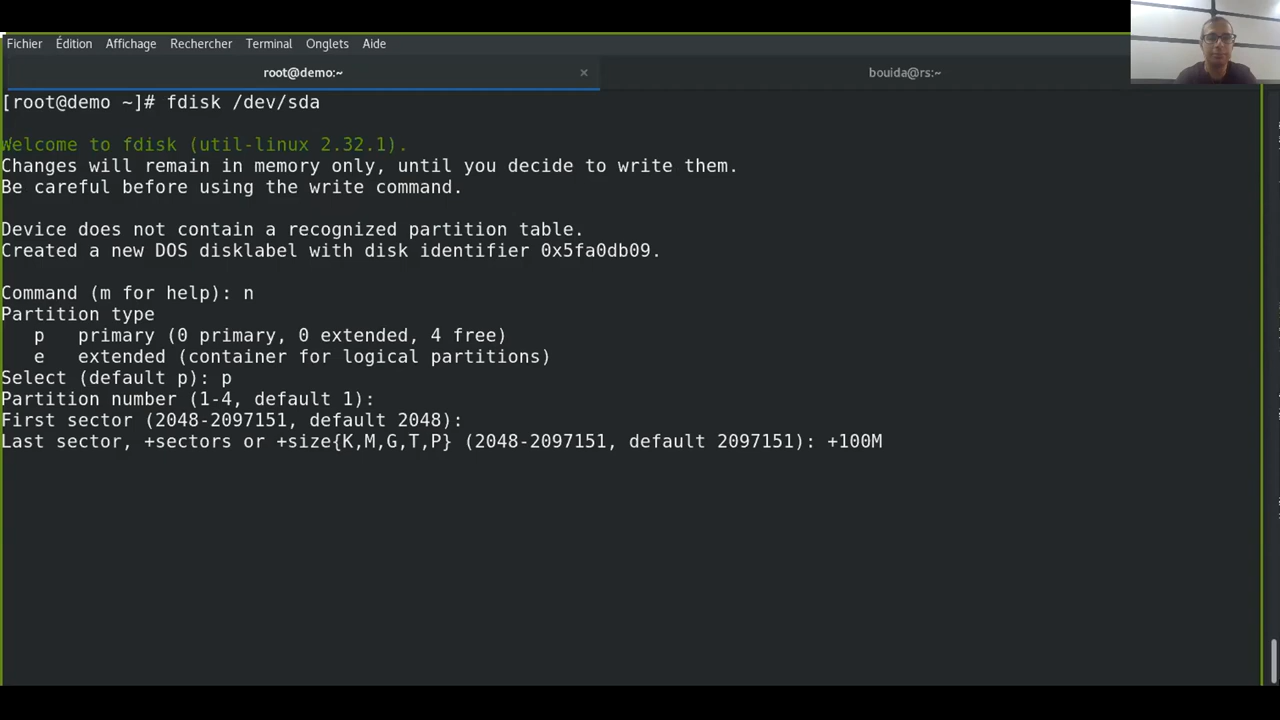 Fichier Édition Affichage Rechercher Terminal Onglets Aide
root@demo:~ × bouida@rs:~
[root@demo ~]# fdisk /dev/sda
Welcome to fdisk (util-linux 2.32.1).
Changes will remain in memory only, until you decide to write them.
Be careful before using the write command.
Device does not contain a recognized partition table.
Created a new DOS disklabel with disk identifier 0x5fa0db09.
Command (m for help): n
Partition type
p primary (0 primary, 0 extended, 4 free)
e extended (container for logical partitions)
Select (default p): p
Partition number (1-4, default 1):
First sector (2048-2097151, default 2048):
Last sector, +sectors or +size{K,M,G,T,P} (2048-2097151, default 2097151): +100M